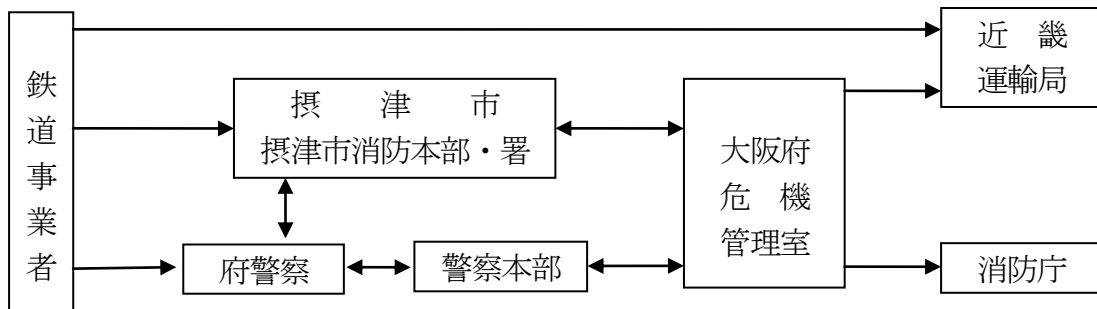 鉄道事業者
摂津市
摂津市消防本部・署
府警察
警察本部
大阪府
危機
管理室
近畿
運輸局
消防庁